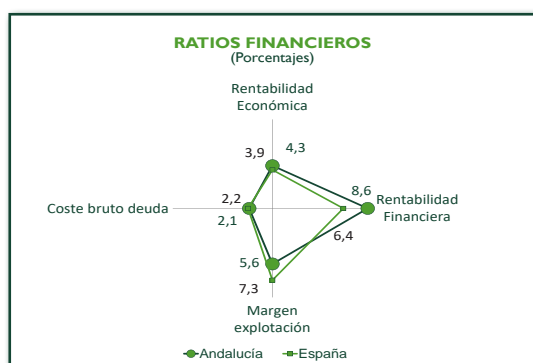 RATIOS FINANCIEROS
(Porcentajes)
Rentabilidad
Económica
3,9
4,3
8,6
Rentabilidad
Financiera
6,4
2,2
Coste bruto deuda
2,1
5,6
7,3
Margen
explotación
Andalucía
España